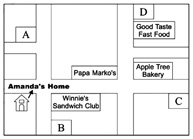 D
A
Good Taste
Fast Food
Papa Marko's
Apple Tree
Bakery
Amanda's Home
Winnie's
Sandwich Club
C
B